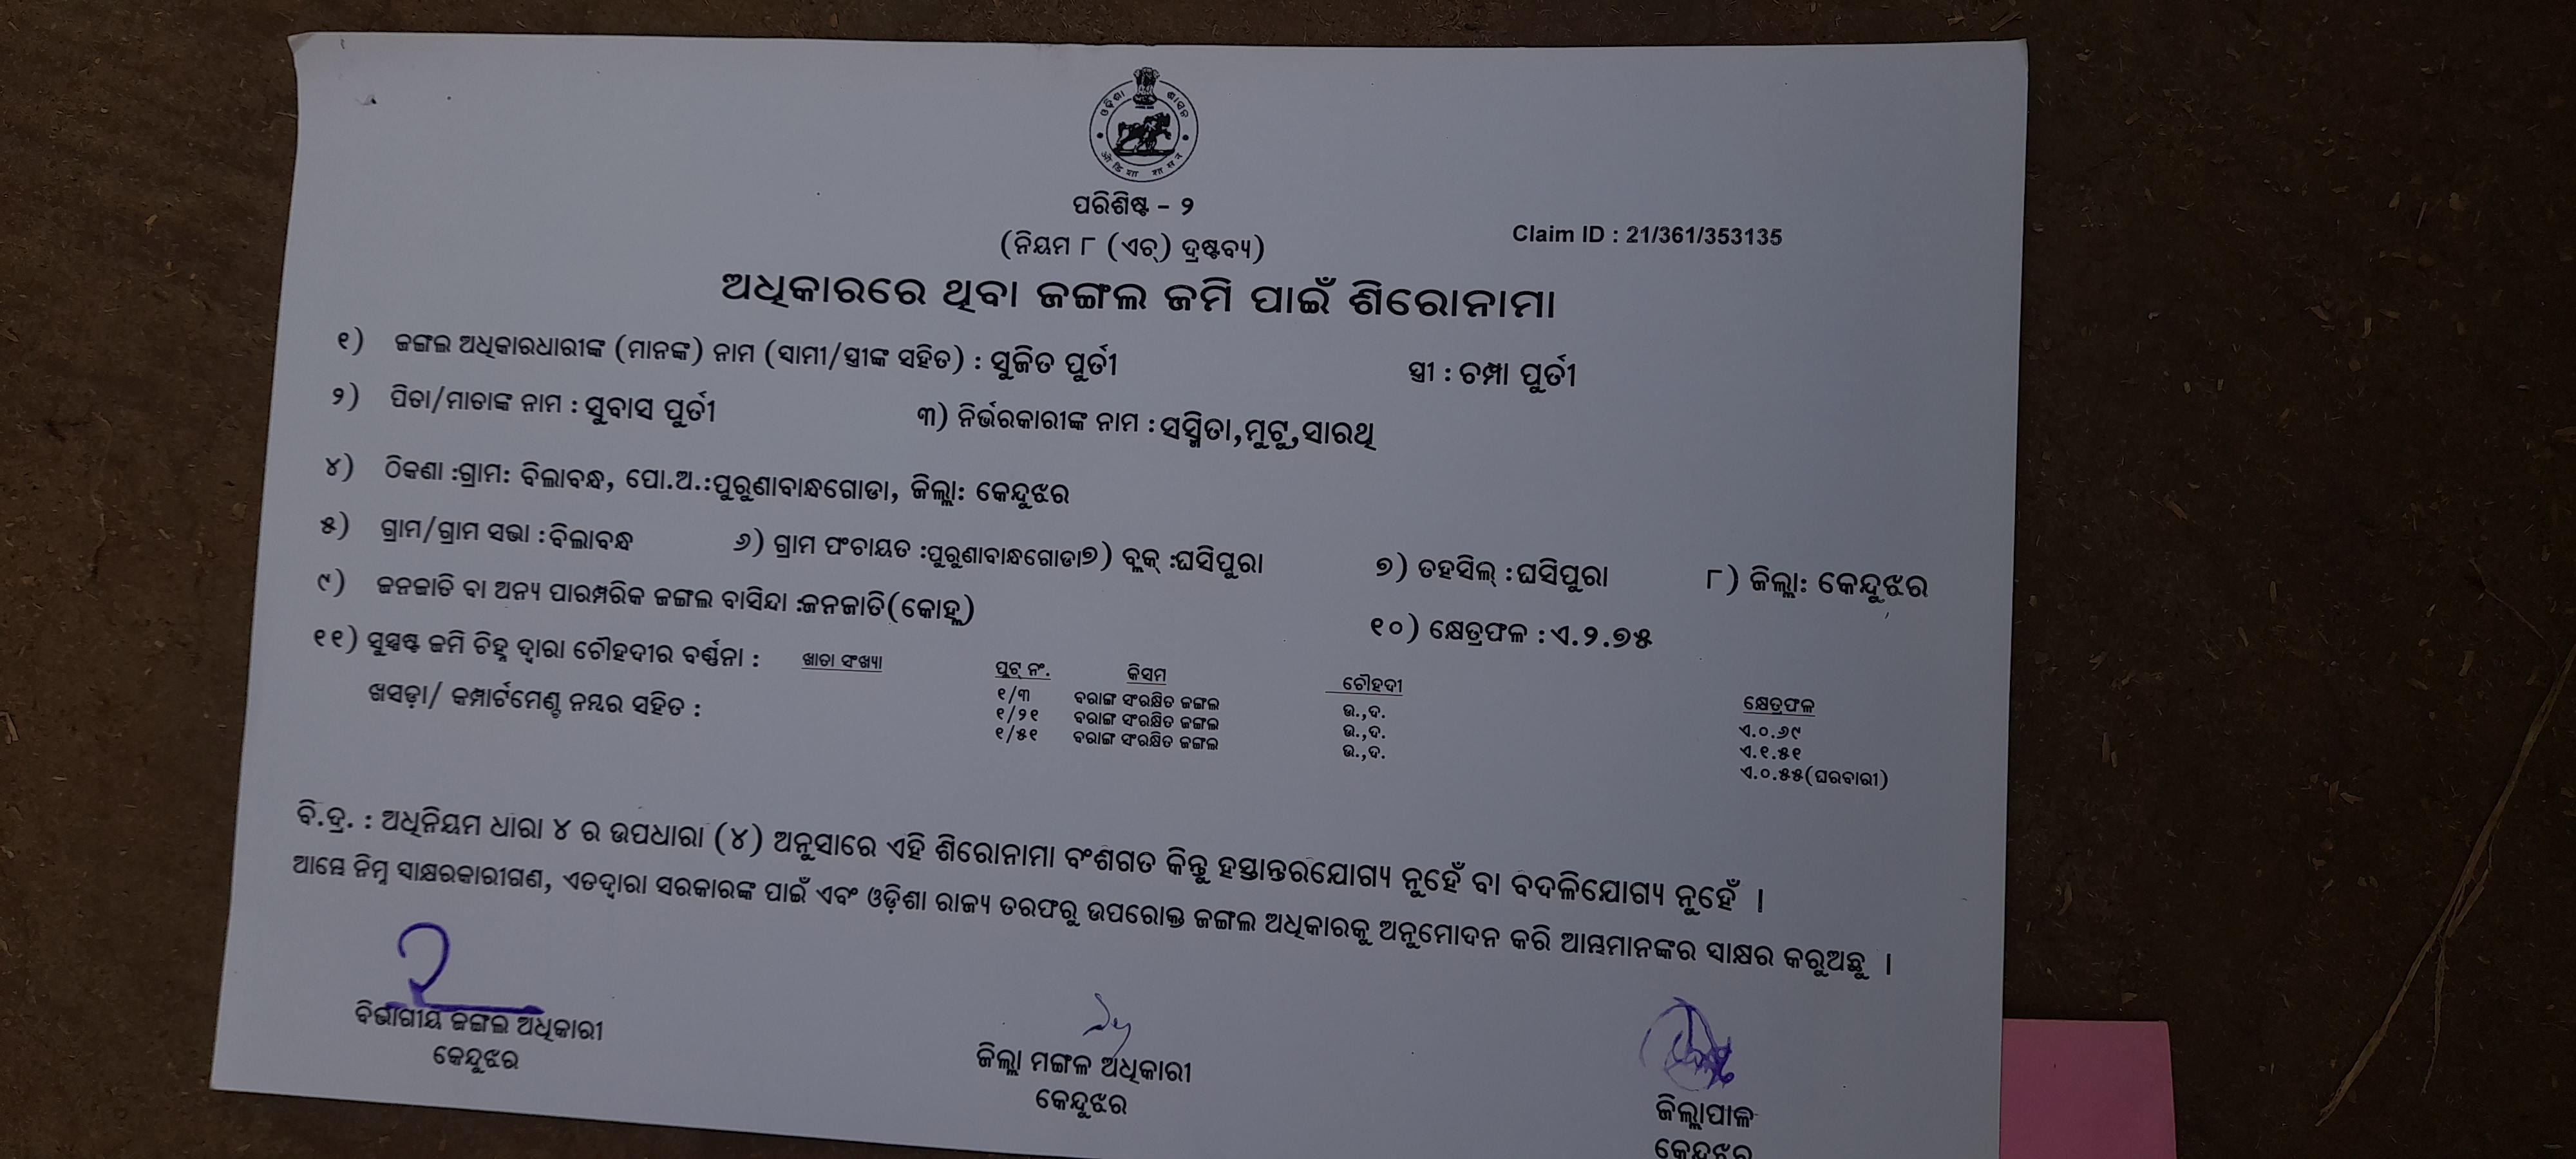 ଓଡ଼ିଶା ଶାସନ
ओडिशा शासन
ପରିଶିଷ୍ଟ - ୨
(ନିୟମ ୮ (ଏଚ୍) ଦ୍ରଷ୍ଟବ୍ୟ)
Claim ID : 21/361/353135
ଅଧିକାରରେ ଥିବା ଜଙ୍ଗଲ ଜମି ପାଇଁ ଶିରୋନାମା
୧) ଜଙ୍ଗଲ ଅଧିକାରଧାରୀଙ୍କ (ମାନଙ୍କ) ନାମ (ସ୍ୱାମୀ/ସ୍ତ୍ରୀଙ୍କ ସହିତ) : ସୁଜିତ ପୁର୍ତୀ ସ୍ତ୍ରୀ : ଚମ୍ପା ପୁର୍ତୀ
୨) ପିତା/ମାତାଙ୍କ ନାମ : ସୁବାସ ପୁର୍ତୀ ୩) ନିର୍ଭରକାରୀଙ୍କ ନାମ : ସସ୍ମିତା,ମୁଟୁ,ସାରଥି
୪) ଠିକଣା :ଗ୍ରାମ: ବିଲାବନ୍ଧ, ପୋ.ଅ.:ପୁରୁଣାବାନ୍ଧଗୋଡା, ଜିଲ୍ଲା: କେନ୍ଦୁଝର
୫) ଗ୍ରାମ/ଗ୍ରାମ ସଭା : ବିଲାବନ୍ଧ ୬) ଗ୍ରାମ ପଂଚାୟତ :ପୁରୁଣାବାନ୍ଧଗୋଡା ୭) ବ୍ଲକ୍ :ଘସିପୁରା ୭) ତହସିଲ୍ : ଘସିପୁରା ୮) ଜିଲ୍ଲା: କେନ୍ଦୁଝର
୯) ଜନଜାତି ବା ଅନ୍ୟ ପାରମ୍ପରିକ ଜଙ୍ଗଲ ବାସିନ୍ଦା :ଜନଜାତି(କୋହ୍ଲ) ୧୦) କ୍ଷେତ୍ରଫଳ : ଏ.୨.୭୫
୧୧) ସୁସ୍ପଷ୍ଟ ଜମି ଚିହ୍ନ ଦ୍ୱାରା ଚୌହଦୀର ବର୍ଣ୍ଣନା : ଖାତା ସଂଖ୍ୟା ପ୍ଲଟ୍ ନଂ. କିସମ ଚୌହଦୀ କ୍ଷେତ୍ରଫଳ
ଖସଡ଼ା/ କମ୍ପାର୍ଟମେଣ୍ଟ ନମ୍ବର ସହିତ :
୧/୩ ବରାଙ୍ଗ ସଂରକ୍ଷିତ ଜଙ୍ଗଲ ଉ.,ଦ. ଏ.୦.୬୯
୧/୨୧ ବରାଙ୍ଗ ସଂରକ୍ଷିତ ଜଙ୍ଗଲ ଉ.,ଦ. ଏ.୧.୫୧
୧/୫୧ ବରାଙ୍ଗ ସଂରକ୍ଷିତ ଜଙ୍ଗଲ ଉ.,ଦ. ଏ.୦.୫୫(ଘରବାରୀ)
ବି.ଦ୍ର. : ଅଧିନିୟମ ଧାରା ୪ ର ଉପଧାରା (୪) ଅନୁସାରେ ଏହି ଶିରୋନାମା ବଂଶଗତ କିନ୍ତୁ ହସ୍ତାନ୍ତରଯୋଗ୍ୟ ନୁହେଁ ବା ବଦଳିଯୋଗ୍ୟ ନୁହେଁ ।
ଆମ୍ଭେ ନିମ୍ନ ସ୍ୱାକ୍ଷରକାରୀଗଣ, ଏତଦ୍ୱାରା ସରକାରଙ୍କ ପାଇଁ ଏବଂ ଓଡ଼ିଶା ରାଜ୍ୟ ତରଫରୁ ଉପରୋକ୍ତ ଜଙ୍ଗଲ ଅଧିକାରକୁ ଅନୁମୋଦନ କରି ଆମ୍ଭମାନଙ୍କର ସ୍ୱାକ୍ଷର କରୁଅଛୁ ।
ବିଭାଗୀୟ ଜଙ୍ଗଲ ଅଧିକାରୀ
କେନ୍ଦୁଝର
ଜିଲ୍ଲା ମଙ୍ଗଳ ଅଧିକାରୀ
କେନ୍ଦୁଝର
ଜିଲ୍ଲାପାଳ
କେନ୍ଦୁଝର